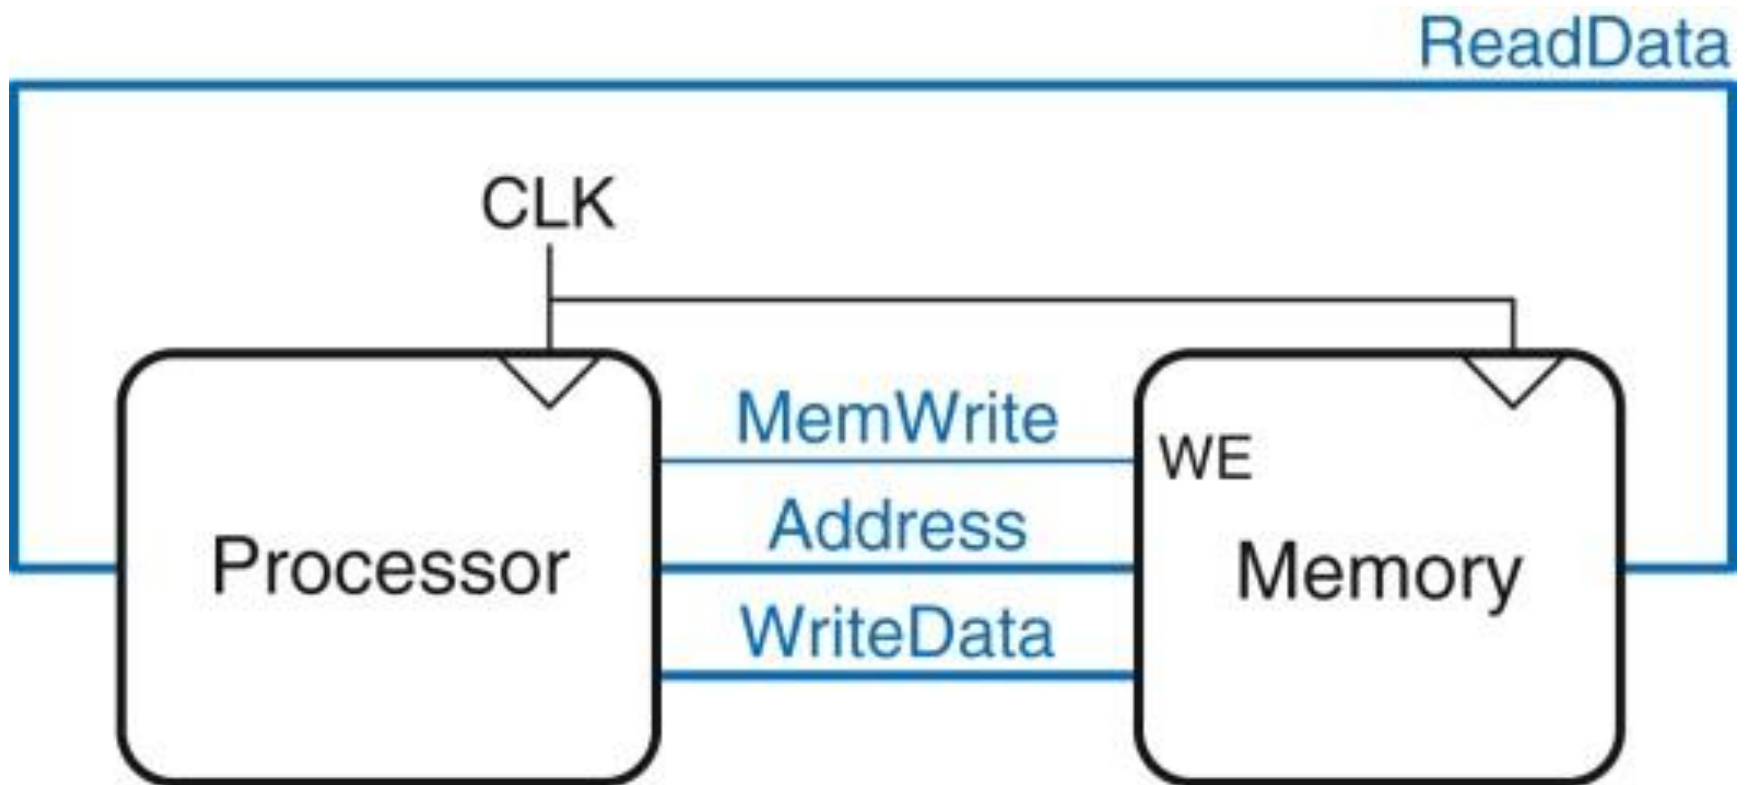 ReadData
CLK
MemWrite
WE
Address
Processor
Memory
WriteData